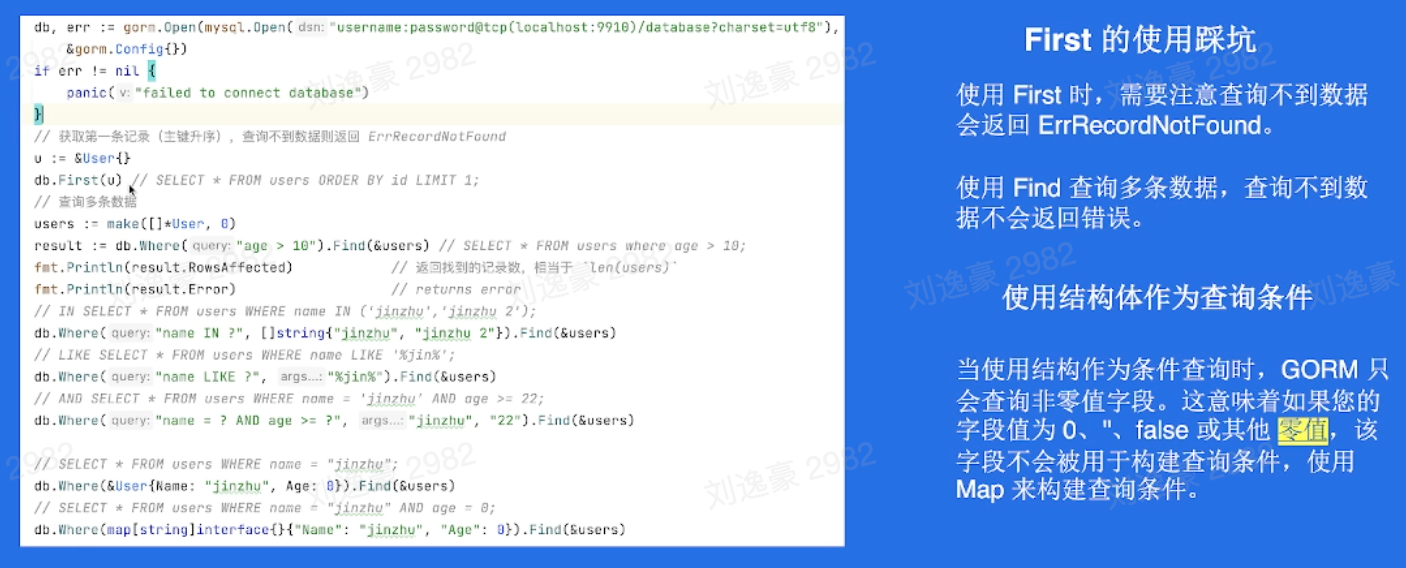 db, err := gorm.Open(mysql.Open( dsn: "username:password@tcp(localhost:9910)/database?charset=utf8"),
&gorm.Config{})
if err != nil {
panic( v: "failed to connect database")
}
// 获取第一条记录（主键升序），查询不到数据则返回 ErrRecordNotFound
u := &User{}
db.First(u) // SELECT * FROM users ORDER BY id LIMIT 1;
// 查询多条数据
users := make([]*User, 0)
result := db.Where( query: "age > 10").Find(&users) // SELECT * FROM users where age > 10;
fmt.Println(result.RowsAffected) // 返回找到的记录数，相当于 `len(users)`
fmt.Println(result.Error) // returns error
// IN SELECT * FROM users WHERE name IN ('jinzhu','jinzhu 2');
db.Where( query: "name IN ?", []string{"jinzhu", "jinzhu 2"}).Find(&users)
// LIKE SELECT * FROM users WHERE name LIKE '%jin%';
db.Where( query: "name LIKE ?", args...: "%jin%").Find(&users)
// AND SELECT * FROM users WHERE name = 'jinzhu' AND age >= 22;
db.Where( query: "name = ? AND age >= ?", args...: "jinzhu", "22").Find(&users)
// SELECT * FROM users WHERE name = "jinzhu";
db.Where(&User{Name: "jinzhu", Age: 0}).Find(&users)
// SELECT * FROM users WHERE name = "jinzhu" AND age = 0;
db.Where(map[string]interface{}{"Name": "jinzhu", "Age": 0}).Find(&users)
First 的使用踩坑
使用 First 时，需要注意查询不到数据
会返回 ErrRecordNotFound。
使用 Find 查询多条数据，查询不到数
据不会返回错误。
使用结构体作为查询条件
当使用结构作为条件查询时，GORM 只
会查询非零值字段。这意味着如果您的
字段值为 0、''、false 或其他 零值，该
字段不会被用于构建查询条件，使用
Map 来构建查询条件。
刘逸豪 2982